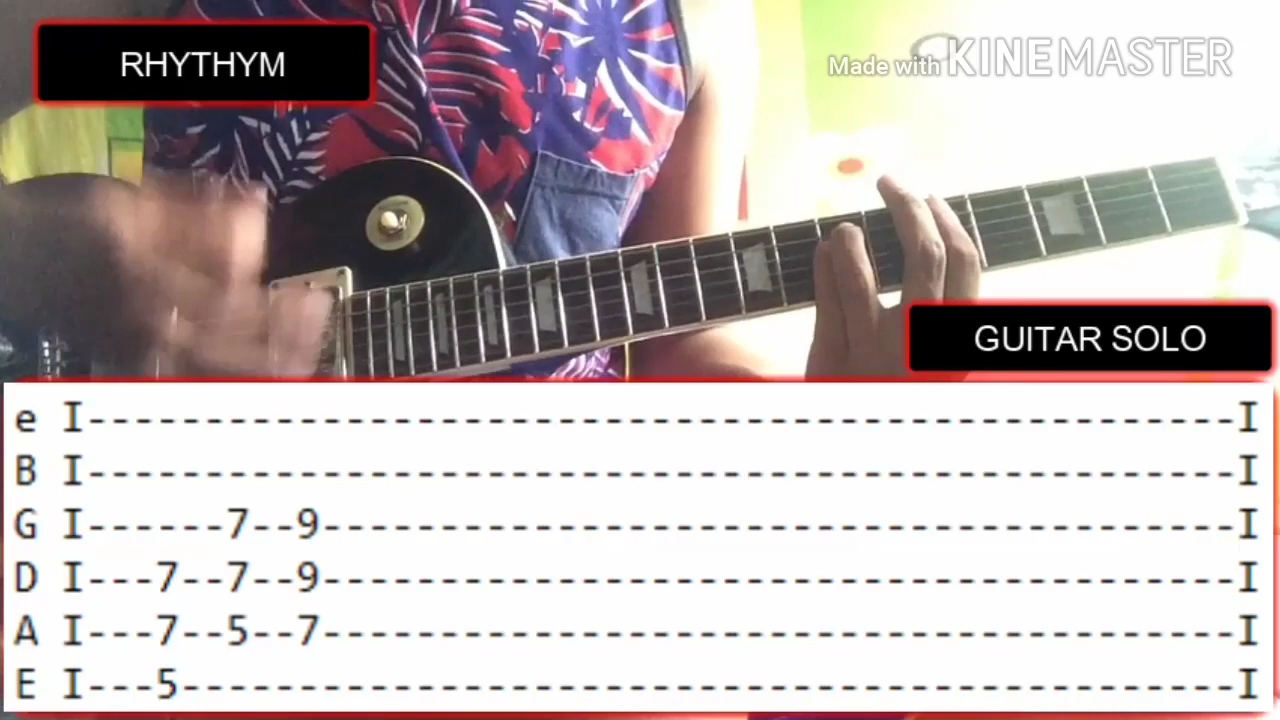 RHYTHYM
Made with KINEMASTER
GUITAR SOLO
e I--------------------------------------------------I
B I--------------------------------------------------I
G I------7--9----------------------------------------I
D I---7--7--9----------------------------------------I
A I---7--5--7----------------------------------------I
E I---5----------------------------------------------I